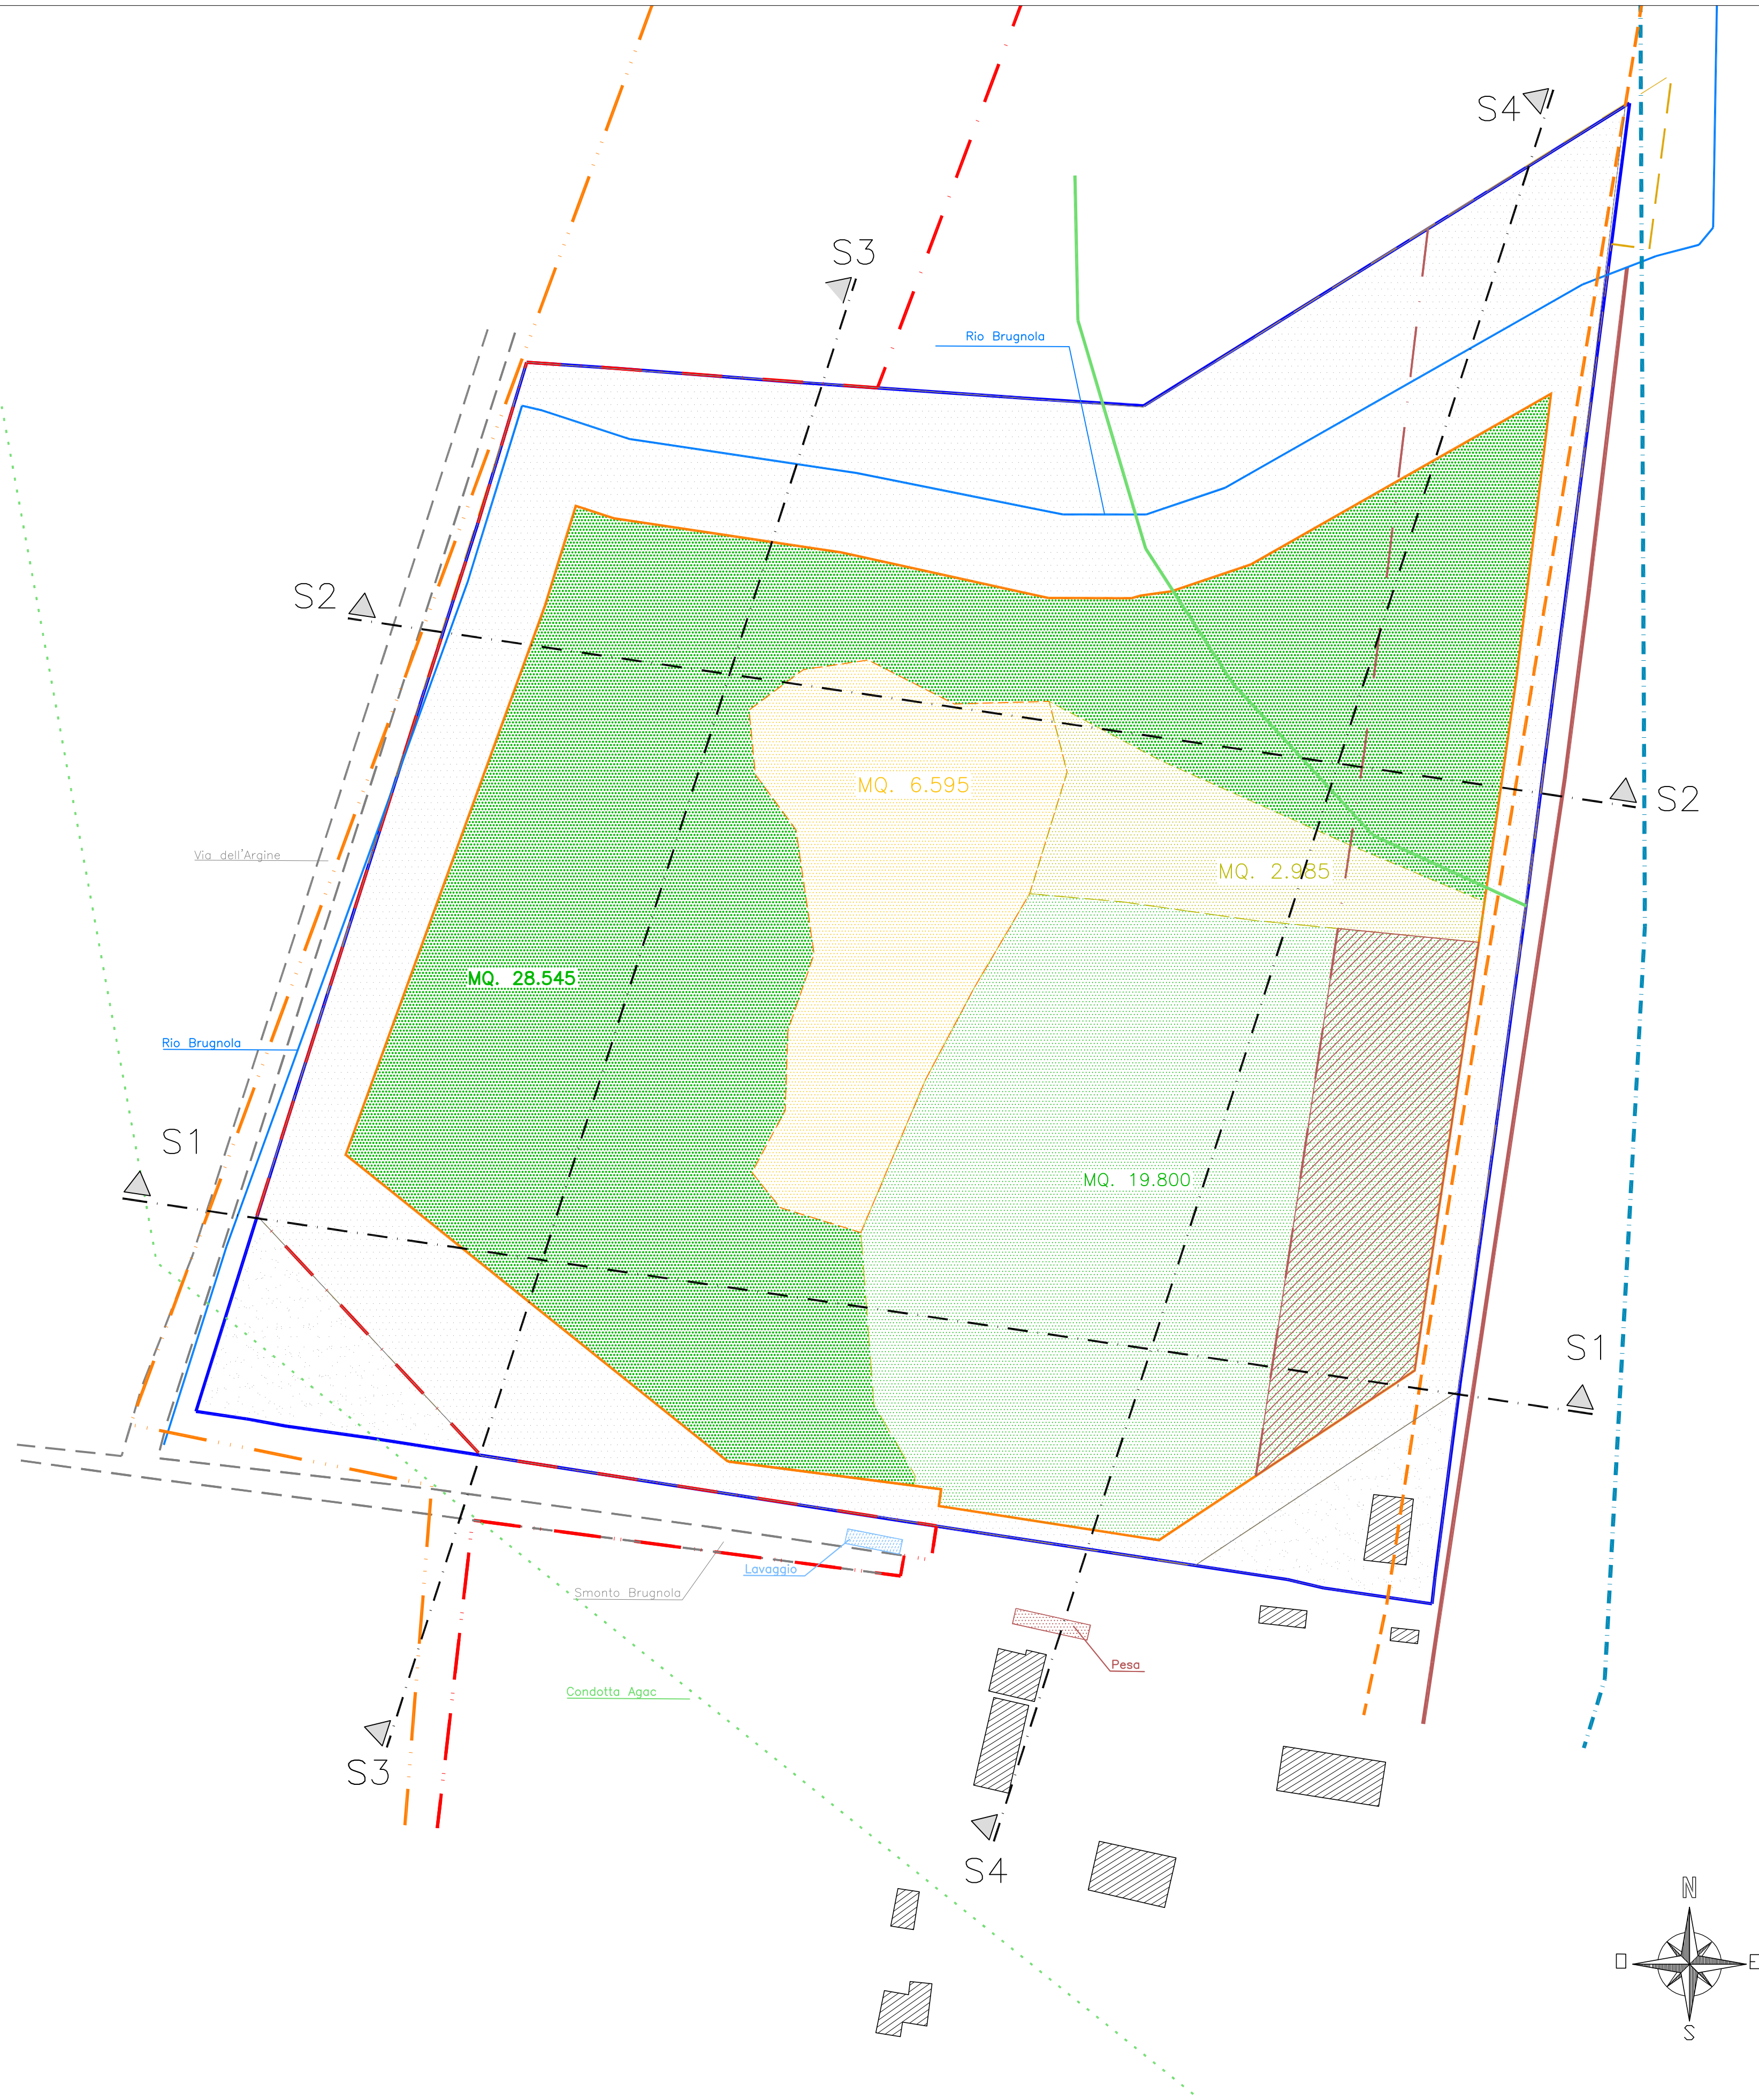 S4
S3
Rio Brugnola
S2
MQ. 6.595
S2
Via dell'Argine
MQ. 2.985
MQ. 28.545
Rio Brugnola
S1
MQ. 19.800
S1
Lavaggio
Smonto Brugnola
Pesa
Condotta Agac
S3
S4
N
O
E
S